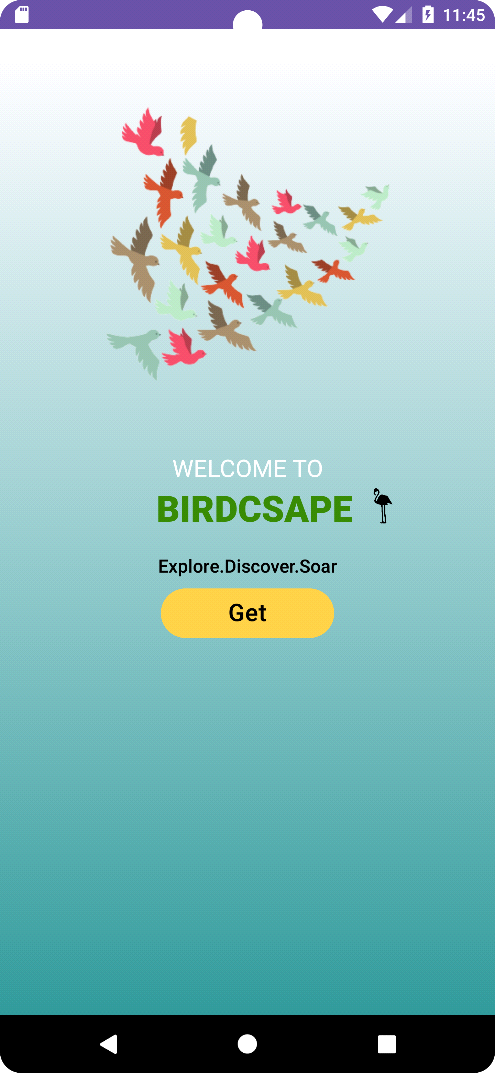 11:45
WELCOME TO
BIRDCSAPE
Explore.Discover.Soar
Get